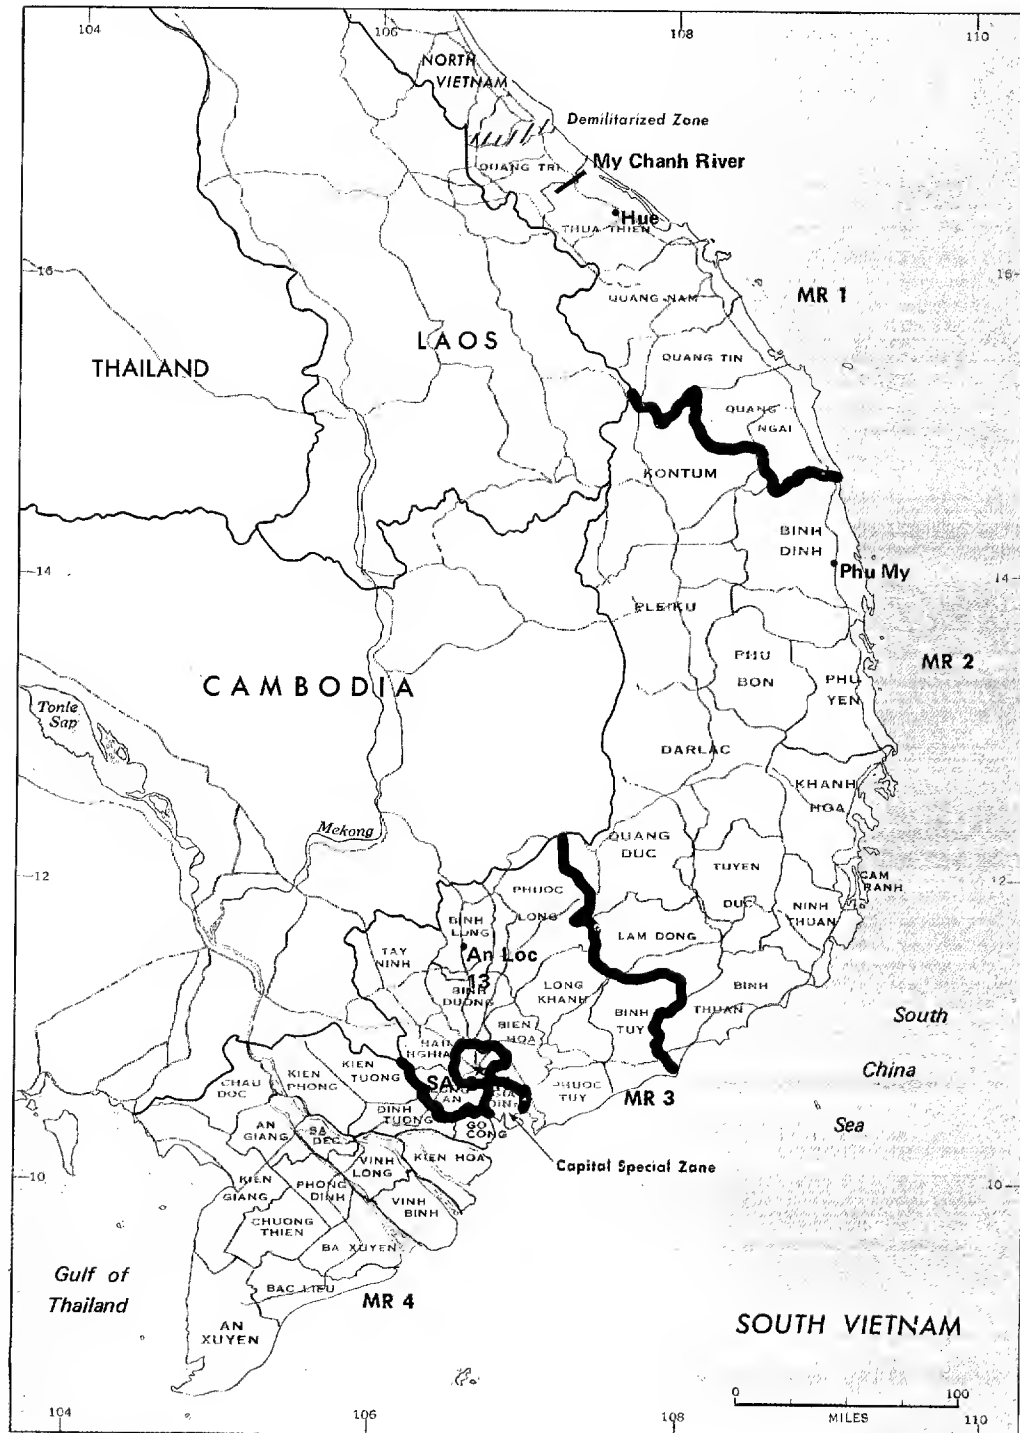 104
106
108
110
NORTH
VIETNAM
Demilitarized Zone
QUANG TRI
My Chanh River
Hue
THUA THIEN
16
16
MR 1
QUANG NAM
LAOS
THAILAND
QUANG TIN
QUANG
NGAI
KONTUM
BINH
DINH
14
Phu My
14
PLEIKU
PHU
BON
MR 2
CAMBODIA
PHU
YEN
Tonle
Sap
DARLAC
KHANH
HOA
Mekong
QUANG
DUC
TUYEN
DUC
12
CAM
RANH
12
PHUOC
LONG
NINH
THUAN
BINH
LONG
LAM DONG
TAY
NINH
An Loc
13
BINH
DUONG
LONG
KHANH
BINH
THUAN
BINH
TUY
BIEN
HOA
South
China
Sea
HAU
NGHIA
KIEN
TUONG
KIEN
PHONG
CHAU
DOC
SA
AN
GIA
DINH
PHUOC
TUY
MR 3
DINH
TUONG
GO
CONG
AN
GIANG
SA
DEC
VINH
LONG
KIEN HOA
Capital Special Zone
10
10
KIEN
GIANG
PHONG
DINH
VINH
BINH
CHUONG
THIEN
BA XUYEN
Gulf of
Thailand
BAC LIEU
MR 4
AN
XUYEN
SOUTH VIETNAM
0
100
MILES
104
106
108
110